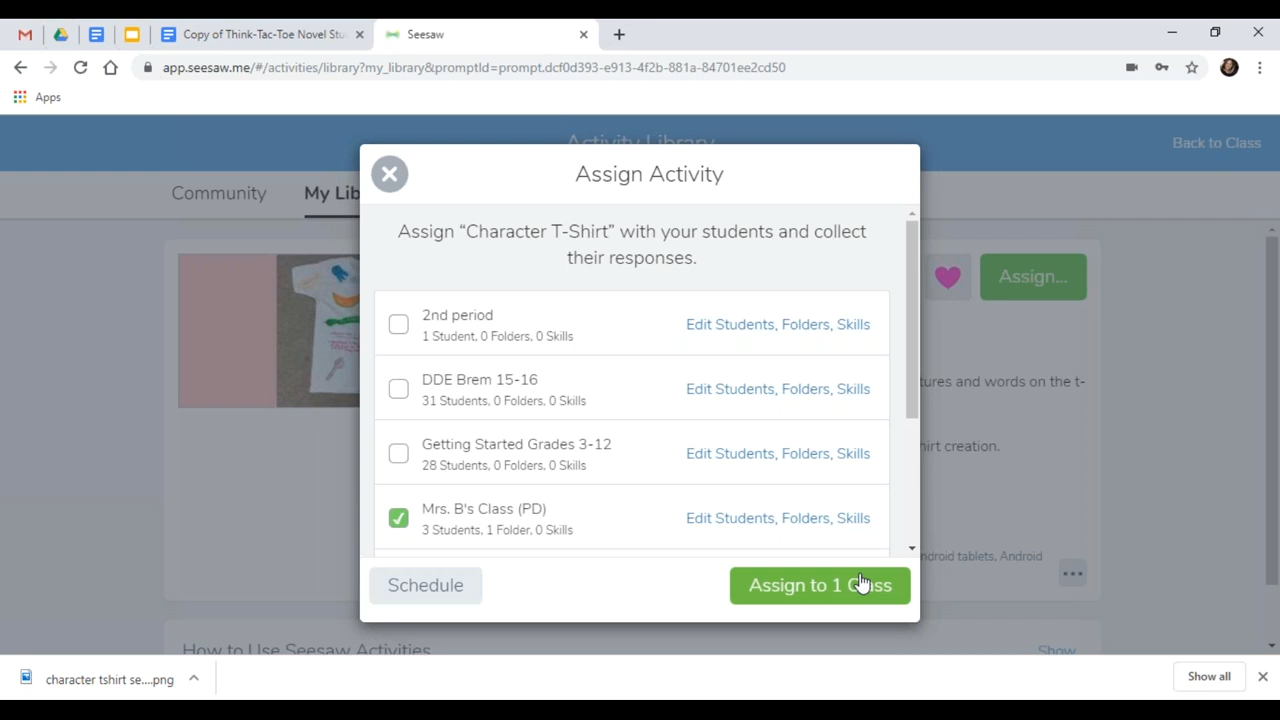 Copy of Think-Tac-Toe Novel Stu
Seesaw
app.seesaw.me/#/activities/library?my_library&promptId=prompt.dcf0d393-e913-4f2b-881a-84701ee2cd50
Apps
Activity Library
Back to Class
Community
My Lib
Assign Activity
Assign...
Assign “Character T-Shirt” with your students and collect
their responses.
2nd period
1 Student, 0 Folders, 0 Skills
Edit Students, Folders, Skills
DDE Brem 15-16
31 Students, 0 Folders, 0 Skills
Edit Students, Folders, Skills
tures and words on the t-
Getting Started Grades 3-12
28 Students, 0 Folders, 0 Skills
Edit Students, Folders, Skills
hirt creation.
Mrs. B's Class (PD)
3 Students, 1 Folder, 0 Skills
Edit Students, Folders, Skills
ndroid tablets, Android
Schedule
Assign to 1 Class
How to Use Seesaw Activities
Show
character tshirt se....png
Show all